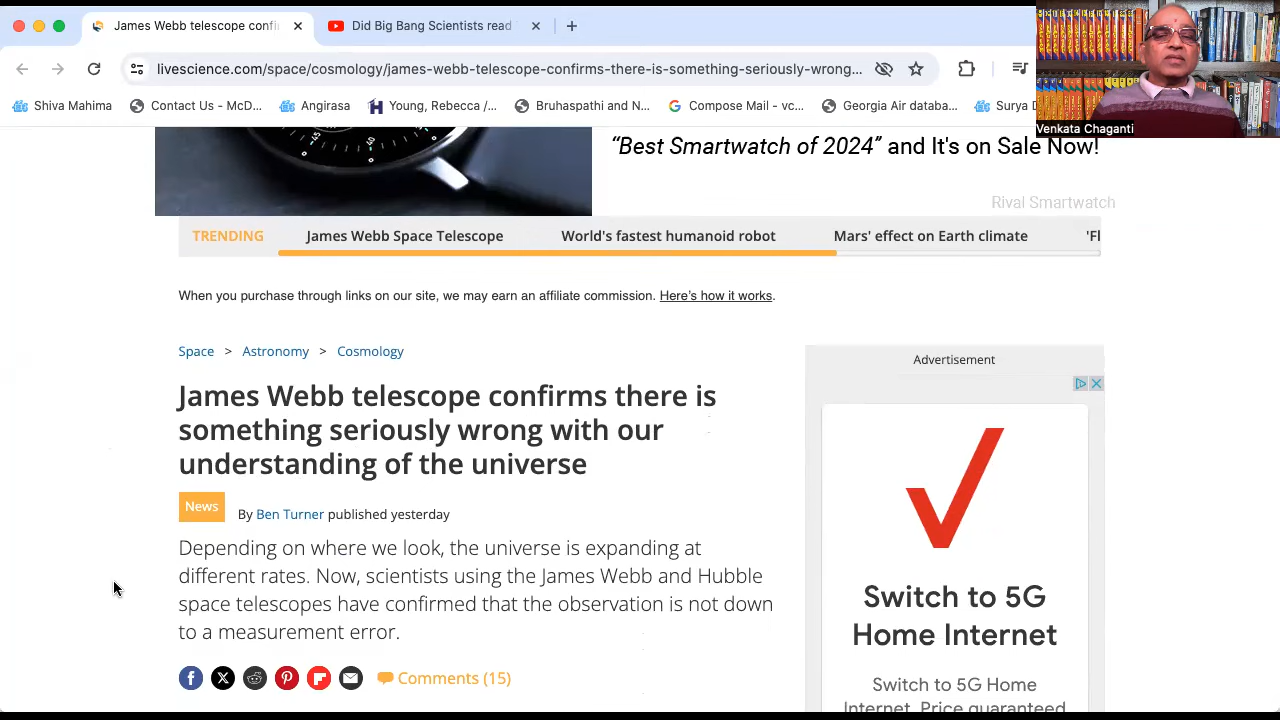 James Webb telescope confi
Did Big Bang Scientists read
livescience.com/space/cosmology/james-webb-telescope-confirms-there-is-something-seriously-wrong...
Shiva Mahima
Contact Us - McD...
Angirasa
Young, Rebecca /...
Bruhaspathi and N...
Compose Mail - vc...
Georgia Air databa...
Surya
Venkata Chaganti
“Best Smartwatch of 2024” and It's on Sale Now!
Rival Smartwatch
TRENDING
James Webb Space Telescope
World's fastest humanoid robot
Mars' effect on Earth climate
'Fl
When you purchase through links on our site, we may earn an affiliate commission. Here’s how it works.
Space > Astronomy > Cosmology
Advertisement
James Webb telescope confirms there is
something seriously wrong with our
understanding of the universe
News
By Ben Turner published yesterday
Depending on where we look, the universe is expanding at
different rates. Now, scientists using the James Webb and Hubble
space telescopes have confirmed that the observation is not down
to a measurement error.
Comments (15)
Switch to 5G
Home Internet
Switch to 5G Home
Internet. Price guaranteed